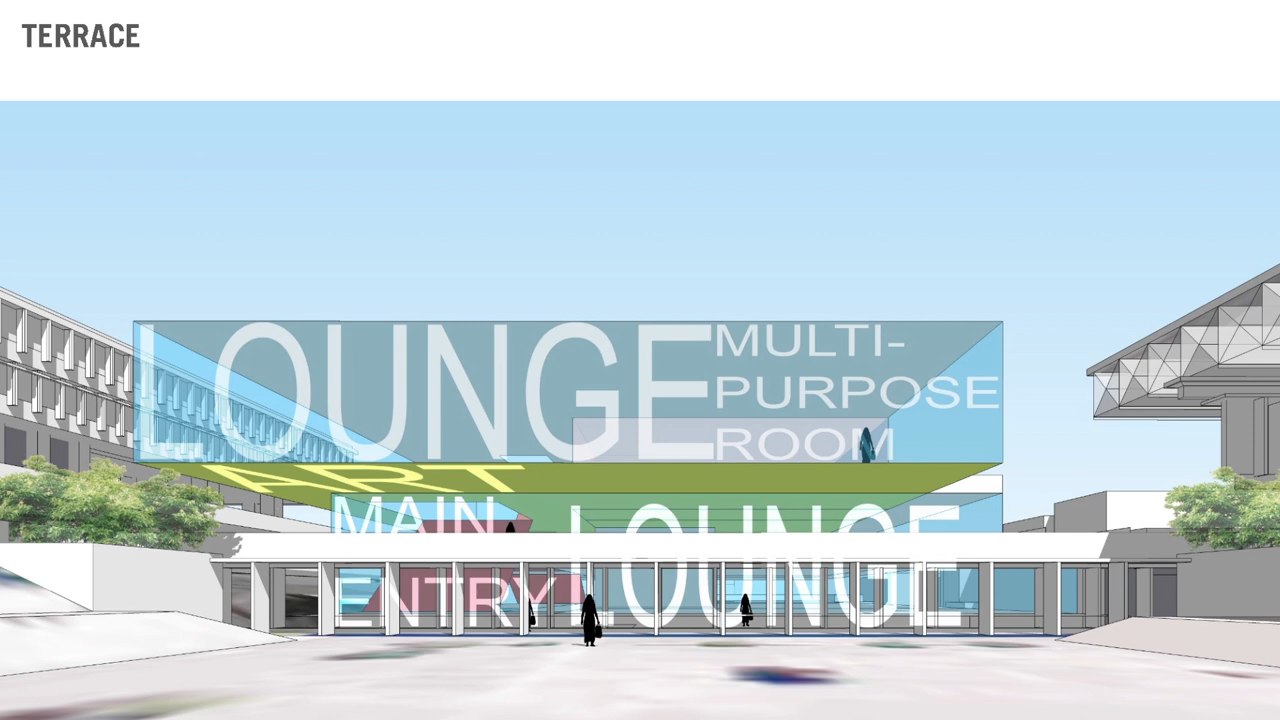 TERRACE
LOUNGE
MULTI-
PURPOSE
ROOM
ART
MAIN
ENTRY
LOUNGE